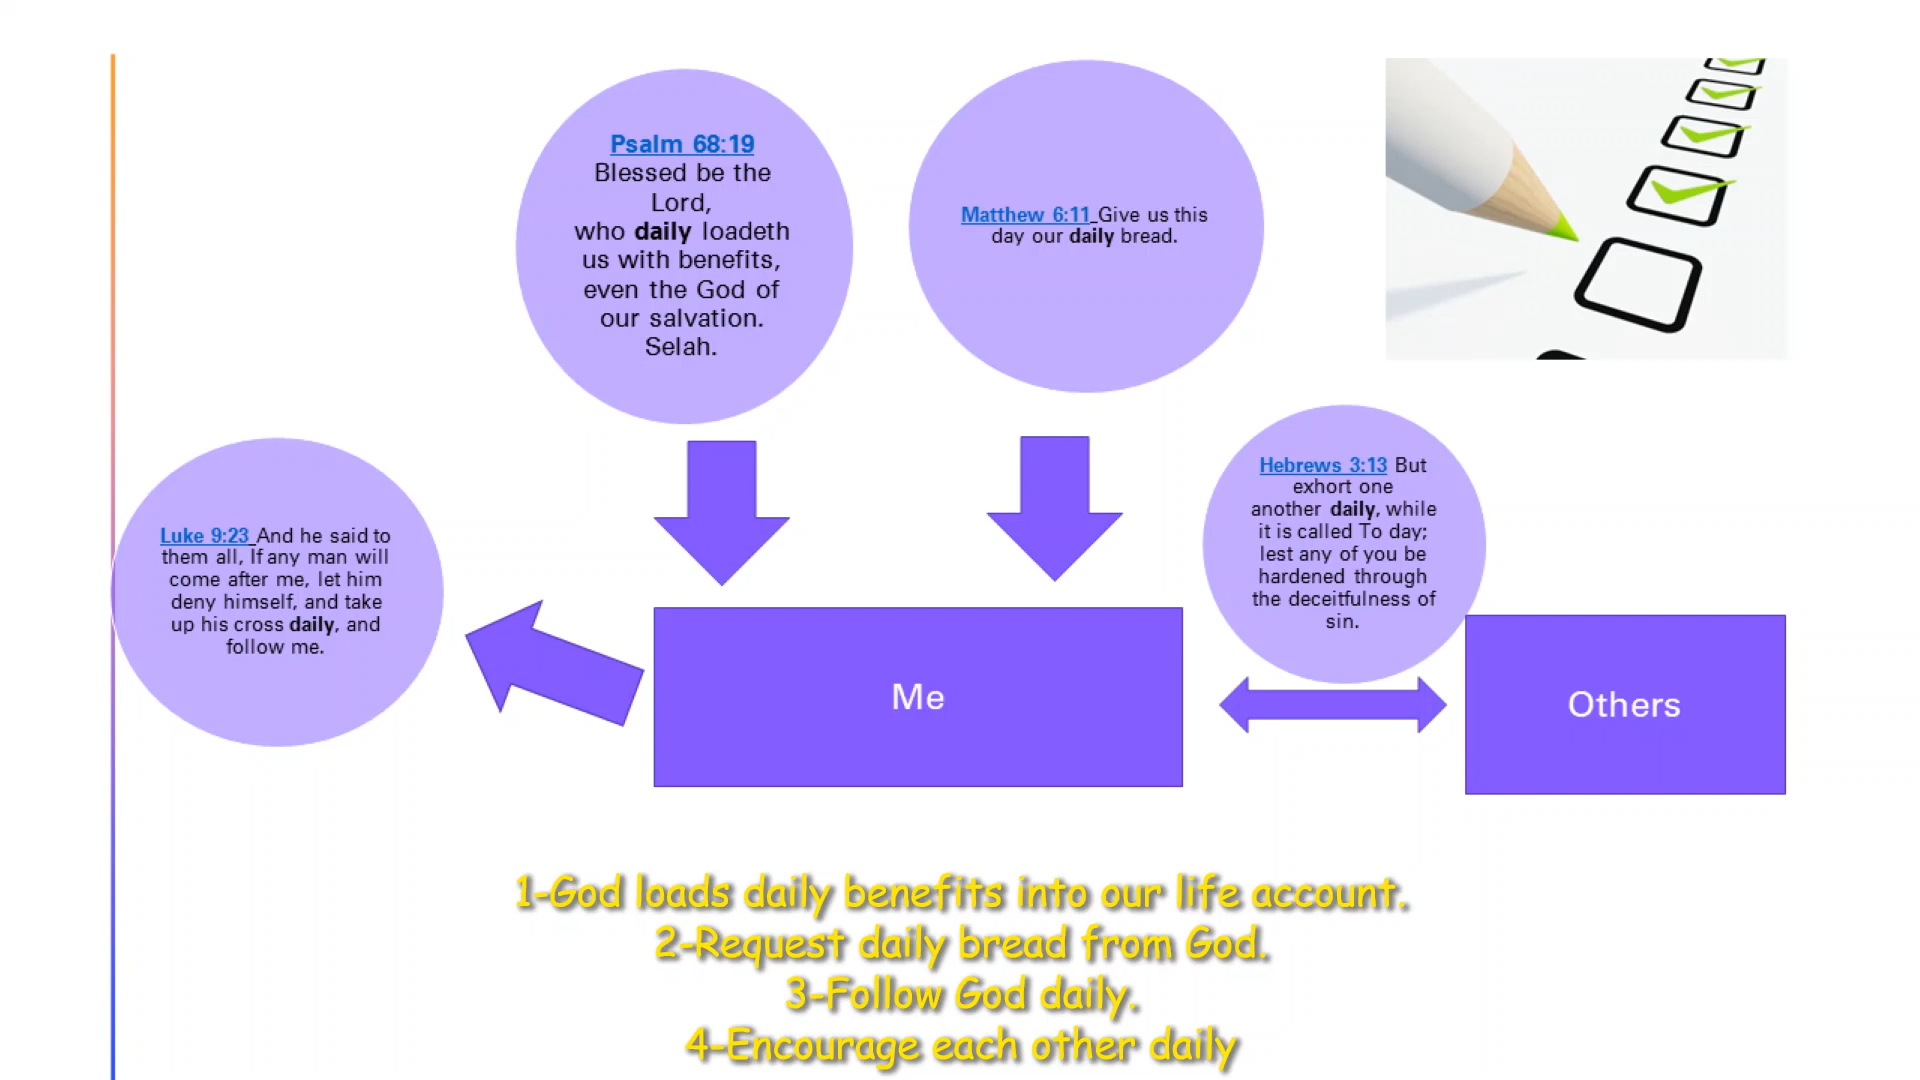 Psalm 68:19
Blessed be the
Lord,
who daily loadeth
us with benefits,
even the God of
our salvation.
Selah.
Matthew 6:11 Give us this
day our daily bread.
Luke 9:23 And he said to
them all, If any man will
come after me, let him
deny himself, and take
up his cross daily, and
follow me.
Hebrews 3:13 But
exhort one
another daily, while
it is called To day;
lest any of you be
hardened through
the deceitfulness of
sin.
Me
Others
1-God loads daily benefits into our life account.
2-Request daily bread from God.
3-Follow God daily.
4-Encourage each other daily